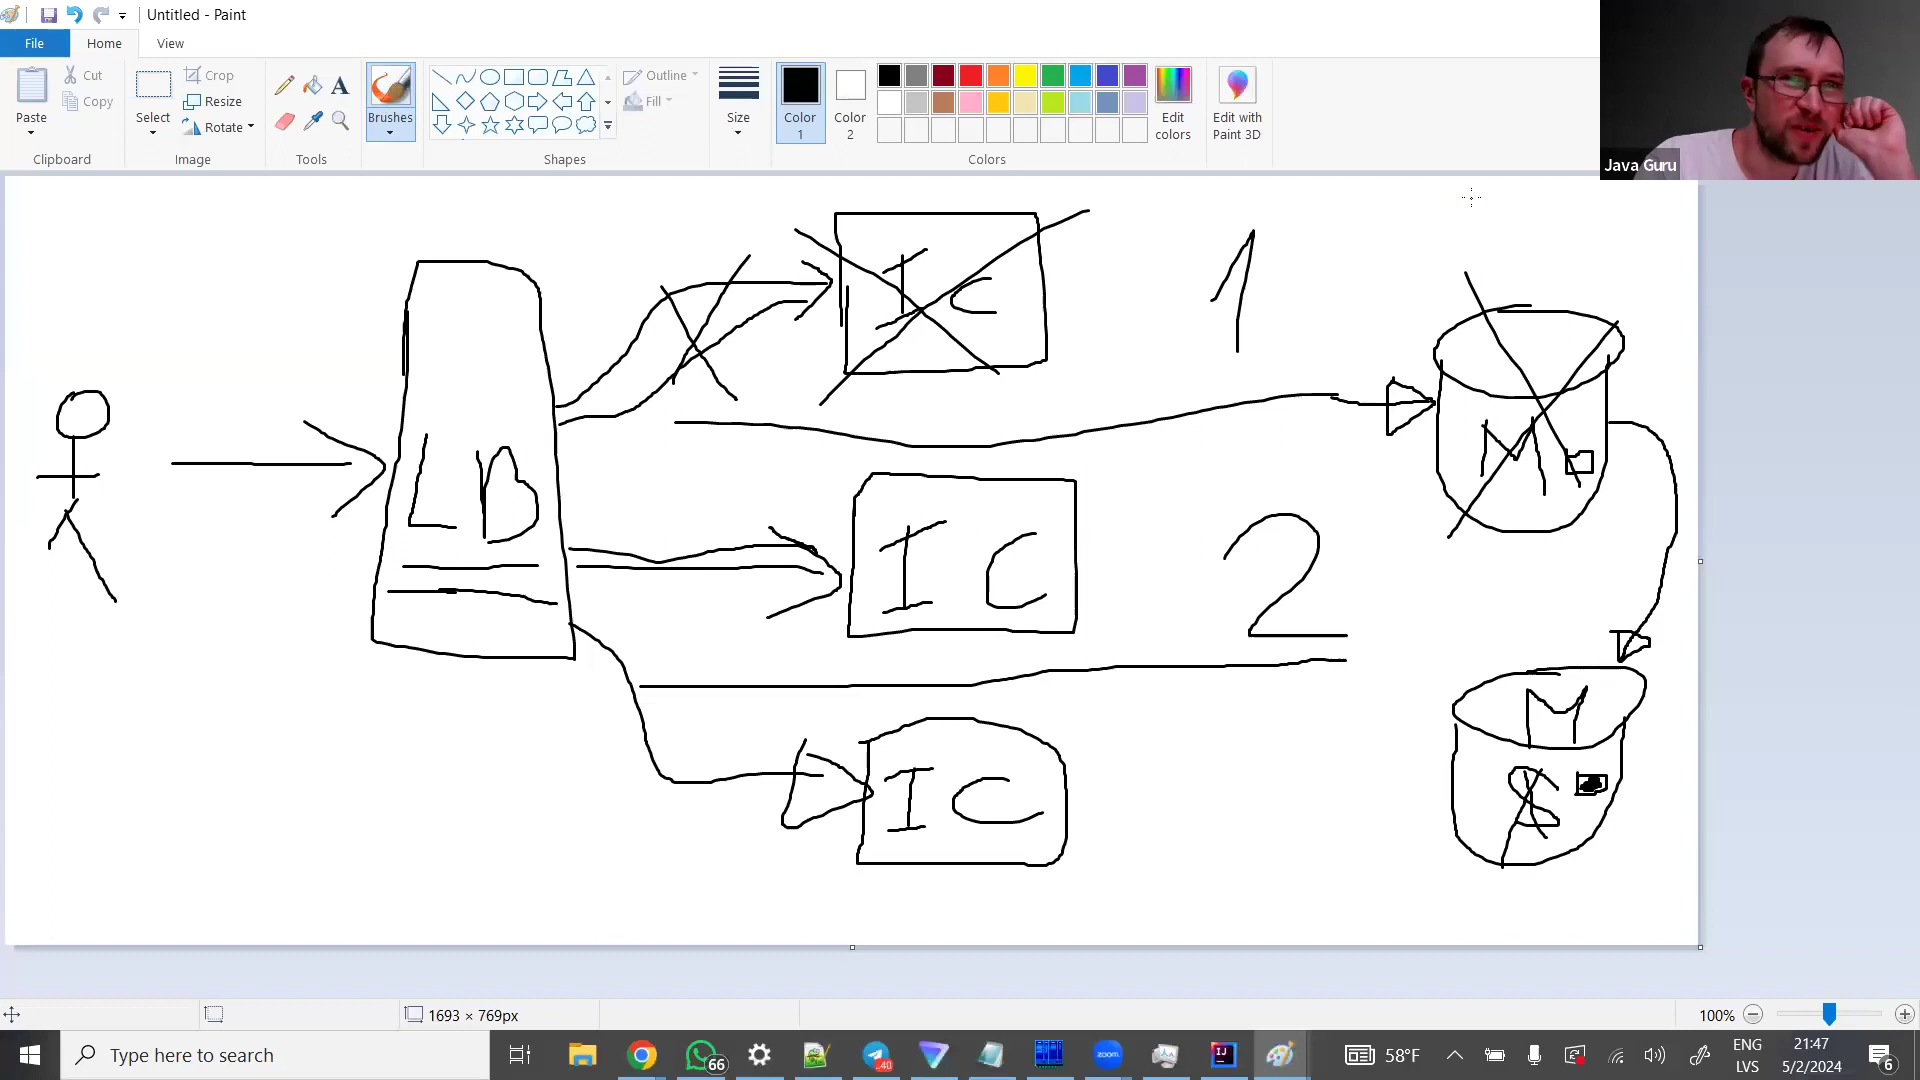 Untitled - Paint
File
Home
View
Paste
Cut
Copy
Clipboard
Select
Crop
Resize
Rotate
Image
Tools
Brushes
Outline
Fill
Shapes
Size
Color 1
Color 2
Edit colors
Colors
Edit with Paint 3D
Java Guru
LB
IC
1
IC
2
IC
M
M
S
1693 × 769px
100%
Type here to search
66
40
zoom
IJ
58°F
ENG
LVS
21:47
5/2/2024
6